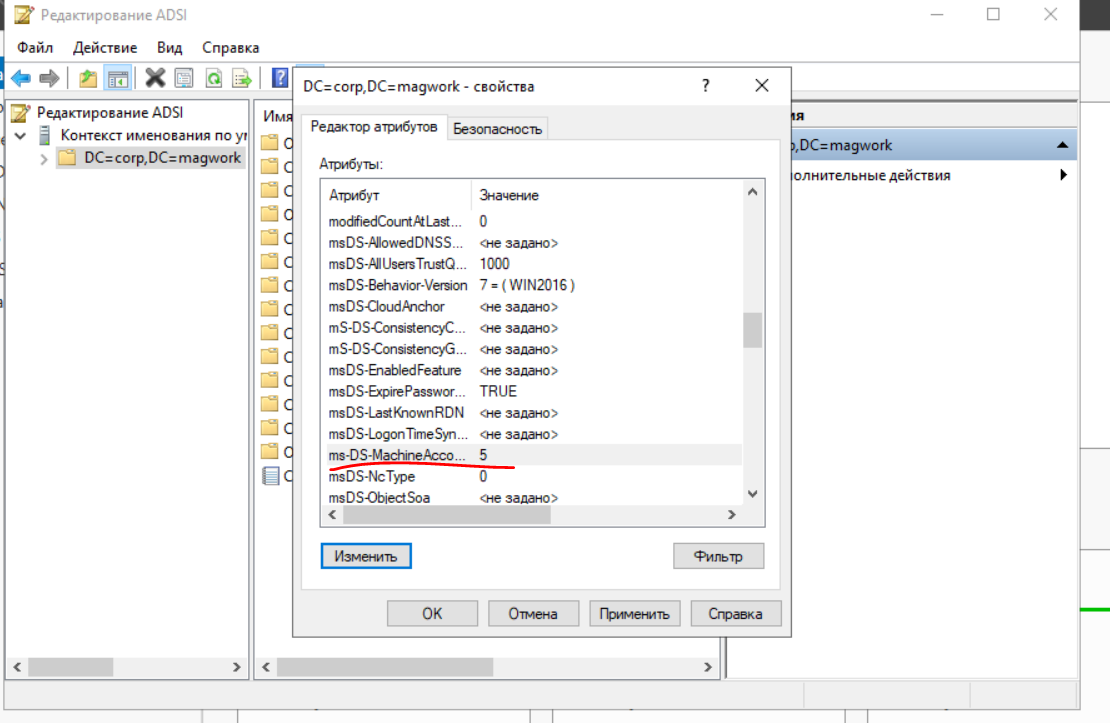 Редактирование ADSI
Файл Действие Вид Справка
Редактирование ADSI
Контекст именования по у
DC=corp,DC=magwork
Имя
DC=corp,DC=magwork - свойства
?
Редактор атрибутов Безопасность
Атрибуты:
Атрибут Значение
modifiedCountAtLast... 0
msDS-AllowedDNSS... <не задано>
msDS-AllUsersTrustQ... 1000
msDS-Behavior-Version 7 = ( WIN2016 )
msDS-CloudAnchor <не задано>
mS-DS-ConsistencyC... <не задано>
mS-DS-ConsistencyG... <не задано>
msDS-EnabledFeature <не задано>
msDS-ExpirePasswor... TRUE
msDS-LastKnownRDN <не задано>
msDS-LogonTimeSyn... <не задано>
ms-DS-MachineAcco... 5
msDS-NcType 0
msDS-ObjectSoa <не задано>
Изменить Фильтр
OK Отмена Применить Справка
ия
,DC=magwork
олнительные действия